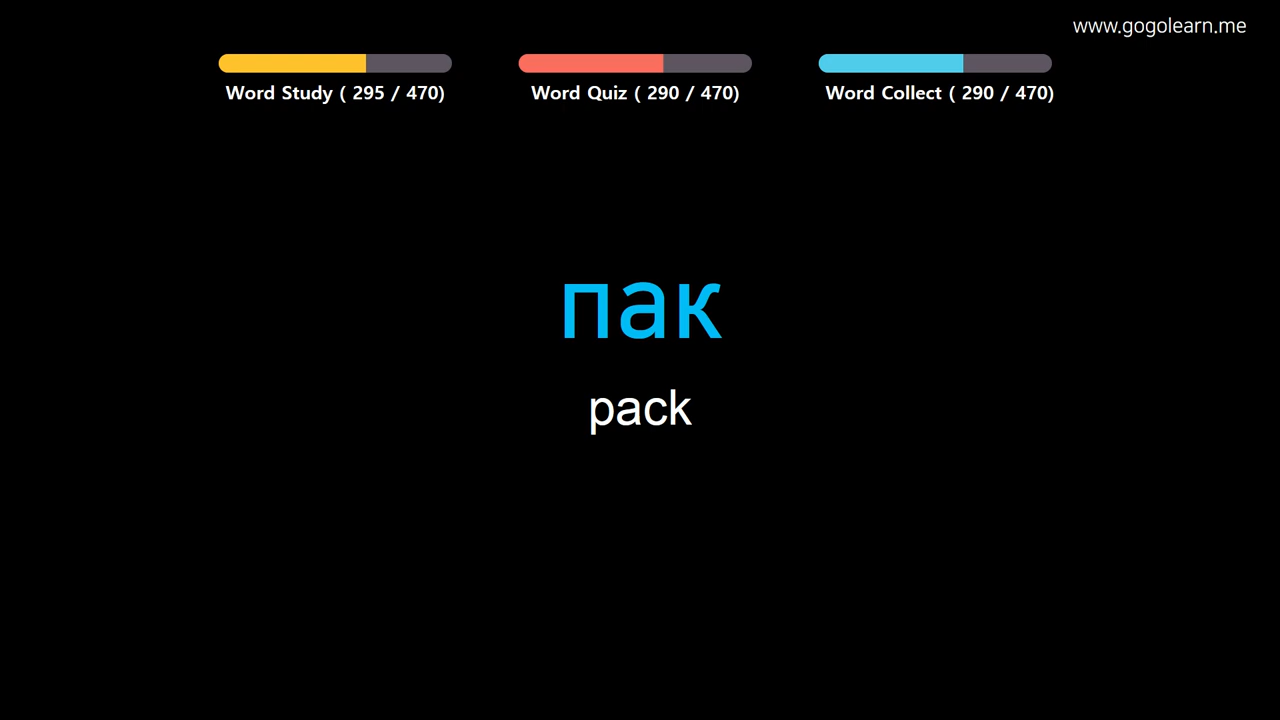 www.gogolearn.me
Word Study ( 295 / 470)
Word Quiz ( 290 / 470)
Word Collect ( 290 / 470)
пак
pack